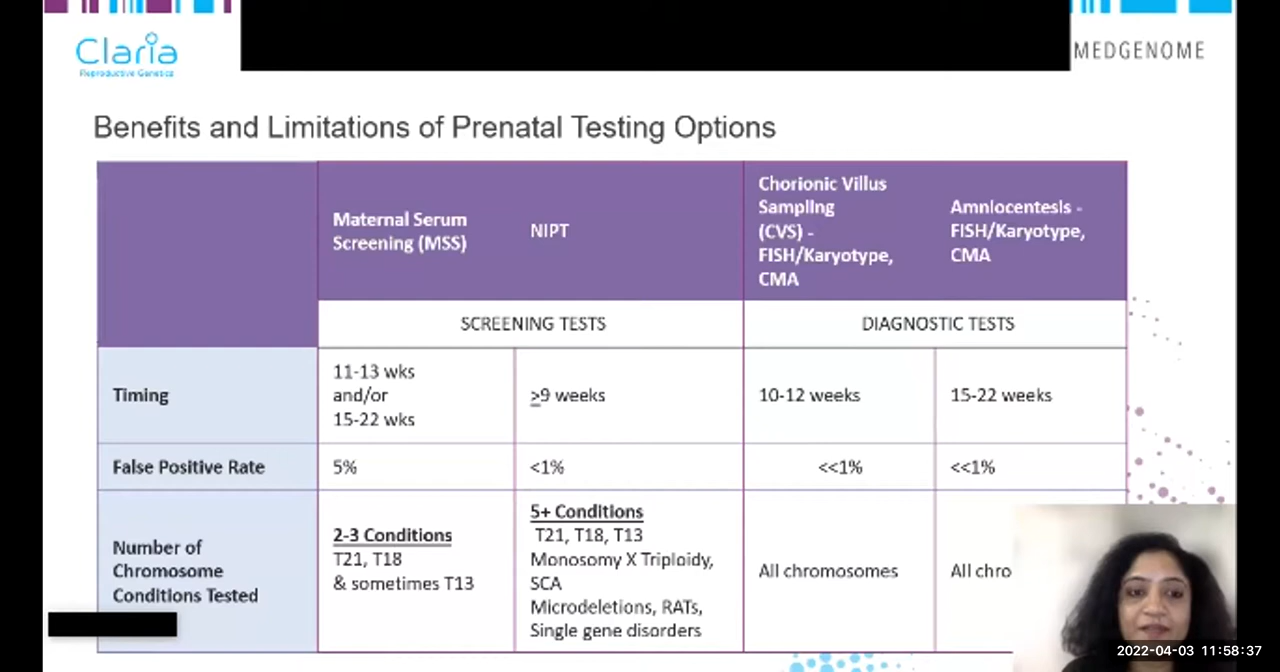 Claria
Reproductive Genetics
MEDGENOME
Benefits and Limitations of Prenatal Testing Options
Maternal Serum
Screening (MSS)
NIPT
Chorionic Villus
Sampling
(CVS) -
FISH/Karyotype,
CMA
Amniocentesis -
FISH/Karyotype,
CMA
SCREENING TESTS
DIAGNOSTIC TESTS
Timing
11-13 wks
and/or
15-22 wks
≥9 weeks
10-12 weeks
15-22 weeks
False Positive Rate
5%
<1%
<<1%
<<1%
Number of
Chromosome
Conditions Tested
2-3 Conditions
T21, T18
& sometimes T13
5+ Conditions
T21, T18, T13
Monosomy X Triploidy,
SCA
Microdeletions, RATs,
Single gene disorders
All chromosomes
All chro
2022-04-03 11:58:37